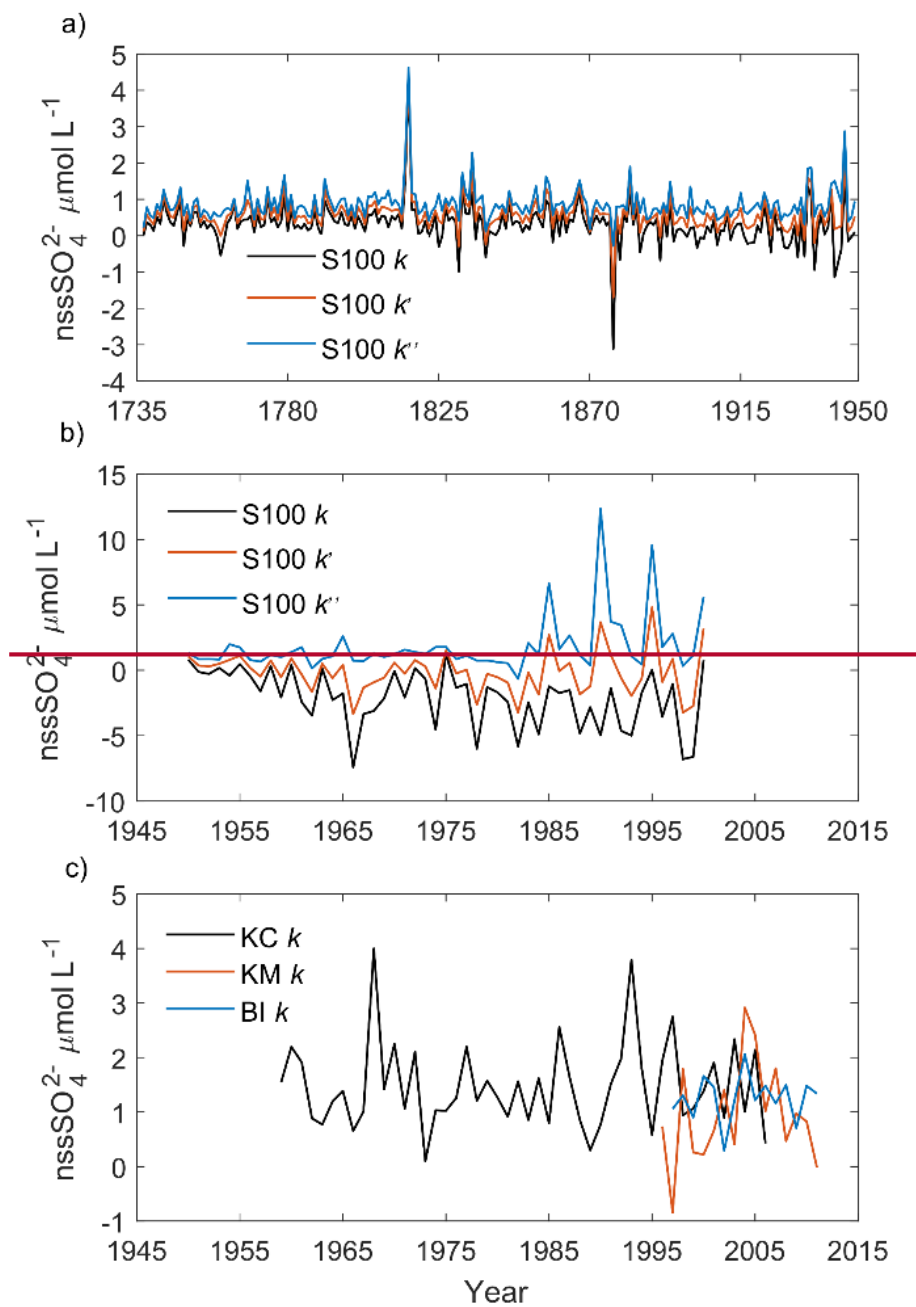 a)
nssSO₄²⁻ μmol L⁻¹
5
4
3
2
1
0
-1
-2
-3
-4
S100 k
S100 k'
S100 k''
1735 1780 1825 1870 1915 1950
b)
nssSO₄²⁻ μmol L⁻¹
15
10
5
0
-5
-10
S100 k
S100 k'
S100 k''
1945 1955 1965 1975 1985 1995 2005 2015
c)
nssSO₄²⁻ μmol L⁻¹
5
4
3
2
1
0
-1
KC k
KM k
BI k
1945 1955 1965 1975 1985 1995 2005 2015
Year